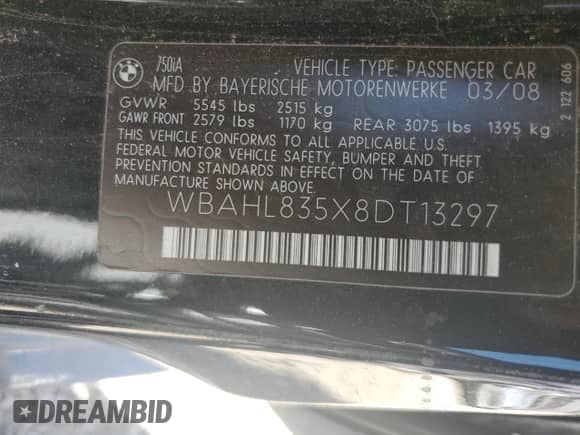 BMW
750iA
VEHICLE TYPE: PASSENGER CAR
MFD BY BAYERISCHE MOTORENWERKE 03/08
GVWR 5545 lbs 2515 kg
GAWR FRONT 2579 lbs 1170 kg REAR 3075 lbs 1395 kg
THIS VEHICLE CONFORMS TO ALL APPLICABLE U.S.
FEDERAL MOTOR VEHICLE SAFETY, BUMPER AND THEFT
PREVENTION STANDARDS IN EFFECT ON THE DATE OF
MANUFACTURE SHOWN ABOVE.
WBAHL835X8DT13297
2 122 606
DREAMBID